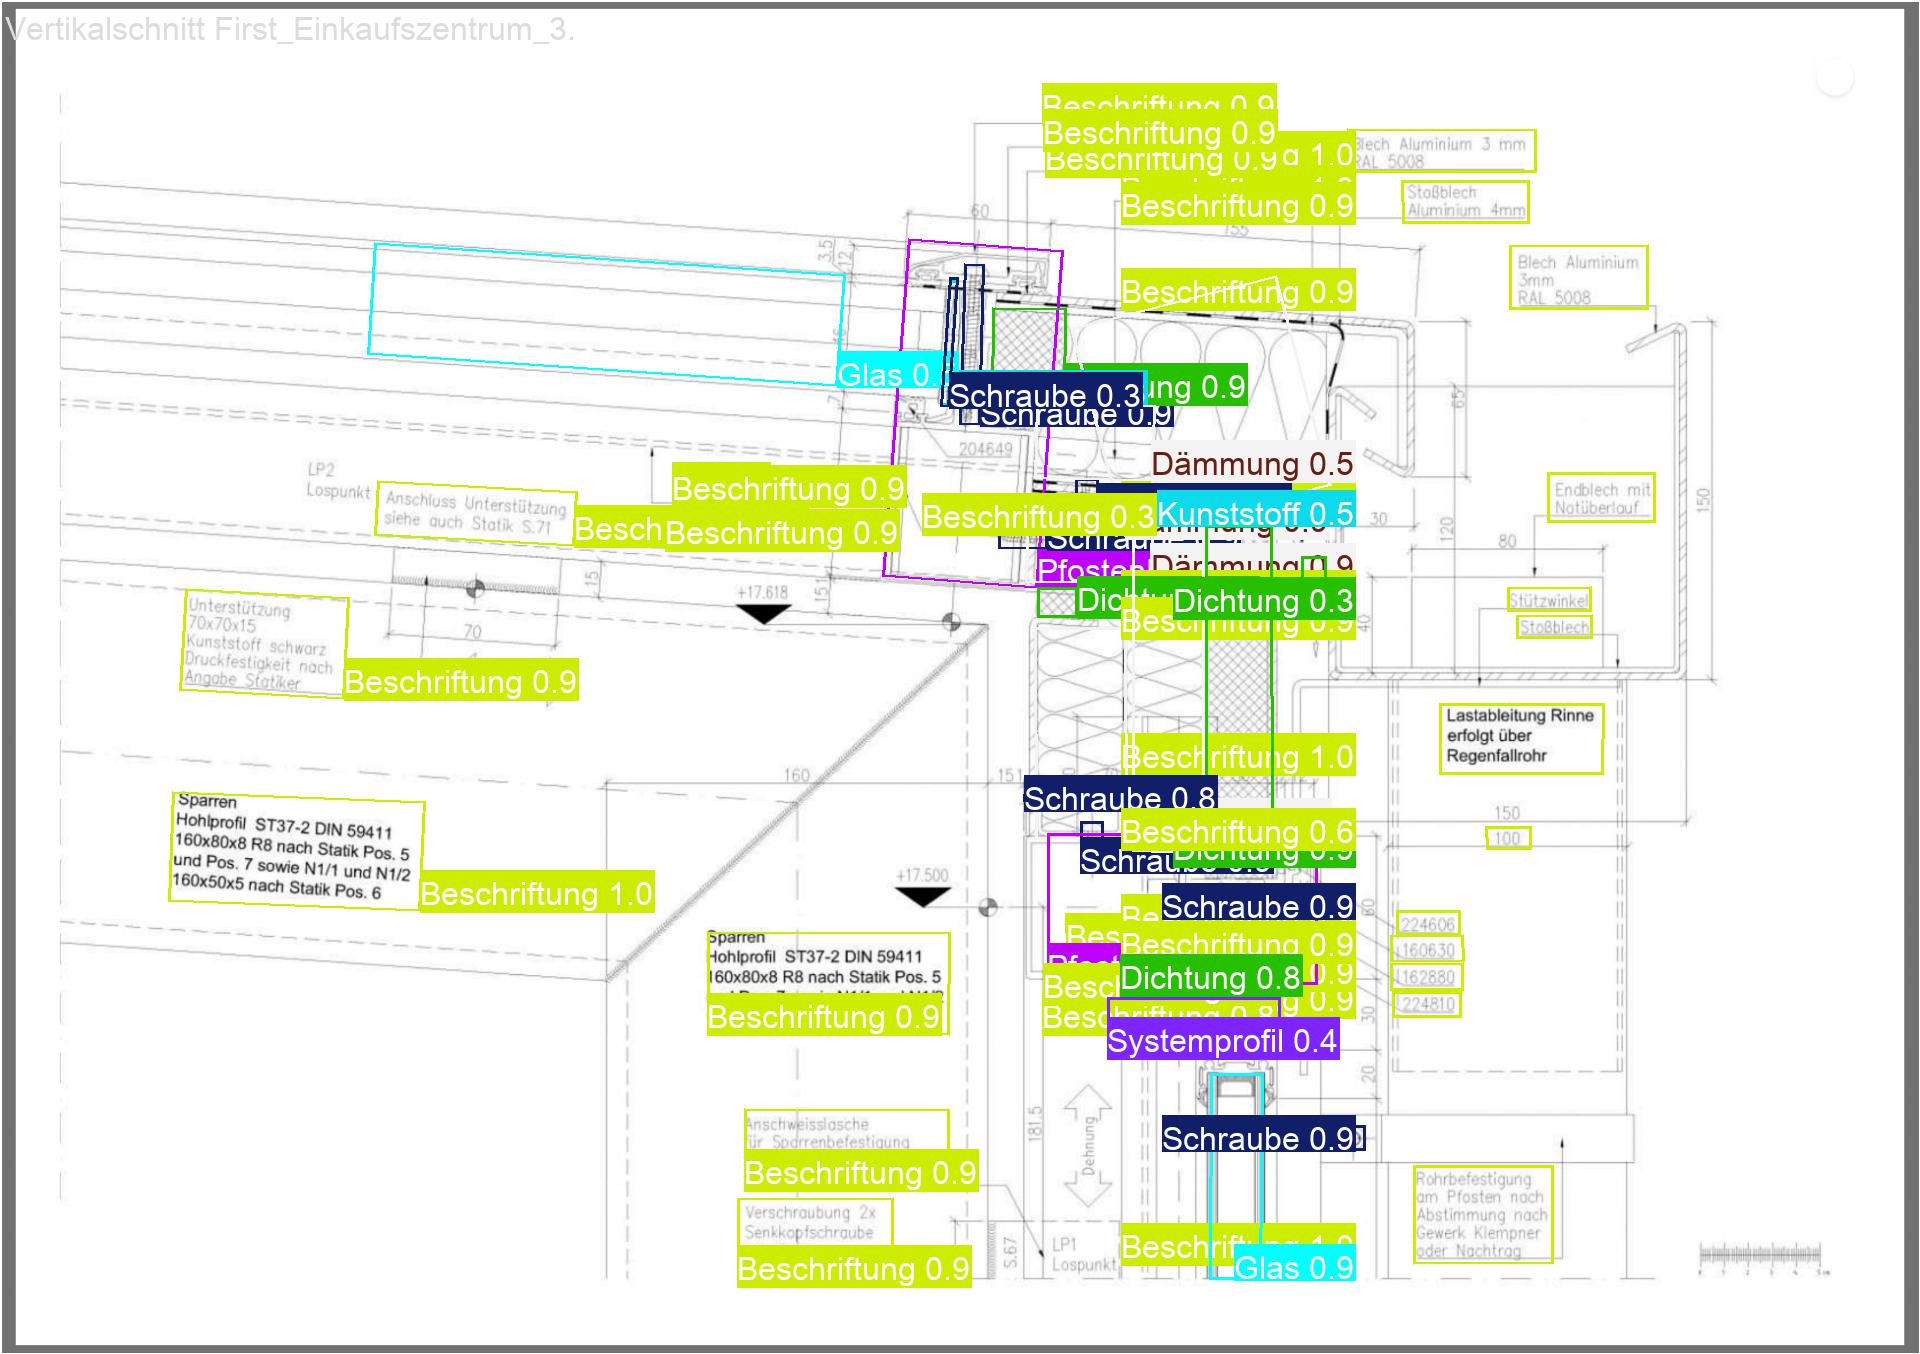 Vertikalschnitt First_Einkaufszentrum_3.
Beschriftung 0.9
Beschriftung 0.9
Beschriftung 0.9
1.0
Blech Aluminium 3 mm
RAL 5008
Beschriftung 0.9
Stoßblech
Aluminium 4mm
60
155
3,5
12
Beschriftung 0.9
Blech Aluminium
3mm
RAL 5008
Glas 0.
Schraube 0.3
ung 0.9
Schraube 0.9
7
65
204649
Dämmung 0.5
LP2
Lospunkt
Anschluss Unterstützung
siehe auch Statik S.71
Beschriftung 0.9
Besch
Beschriftung 0.9
Beschriftung 0.3
Kunststoff 0.5
30
120
150
Endblech mit
Notüberlauf
80
Schraube
Pfosten
Dämmung 0.9
Dichtu
Dichtung 0.3
Beschriftung 0.9
15
15
+17.618
70
40
Stützwinkel
Stoßblech
Unterstützung
70x70x15
Kunststoff schwarz
Druckfestigkeit nach
Angabe Statiker
Beschriftung 0.9
Lastableitung Rinne
erfolgt über
Regenfallrohr
Beschriftung 1.0
160
151
Schraube 0.8
150
100
Sparren
Hohlprofil ST37-2 DIN 59411
160x80x8 R8 nach Statik Pos. 5
und Pos. 7 sowie N1/1 und N1/2
160x50x5 nach Statik Pos. 6
Beschriftung 1.0
Beschriftung 0.6
Schrau
Dichtung 0.9
+17.500
Schraube 0.9
60
224606
160630
162880
224810
Sparren
Hohlprofil ST37-2 DIN 59411
160x80x8 R8 nach Statik Pos. 5
Beschriftung 0.9
Be
Bes
Beschriftung 0.9
Pfost
Besc
Dichtung 0.8
0.9
Besc
Beschriftung 0.8
0.9
Systemprofil 0.4
30
20
181.5
Dehnung
Anschweisslasche
für Sparrenbefestigung
Beschriftung 0.9
Schraube 0.9
Verschraubung 2x
Senkkopfschraube
Beschriftung 0.9
S.67
LP1
Lospunkt
Beschriftung 1.0
Glas 0.9
Rohrbefestigung
am Pfosten nach
Abstimmung nach
Gewerk Klempner
oder Nachtrag